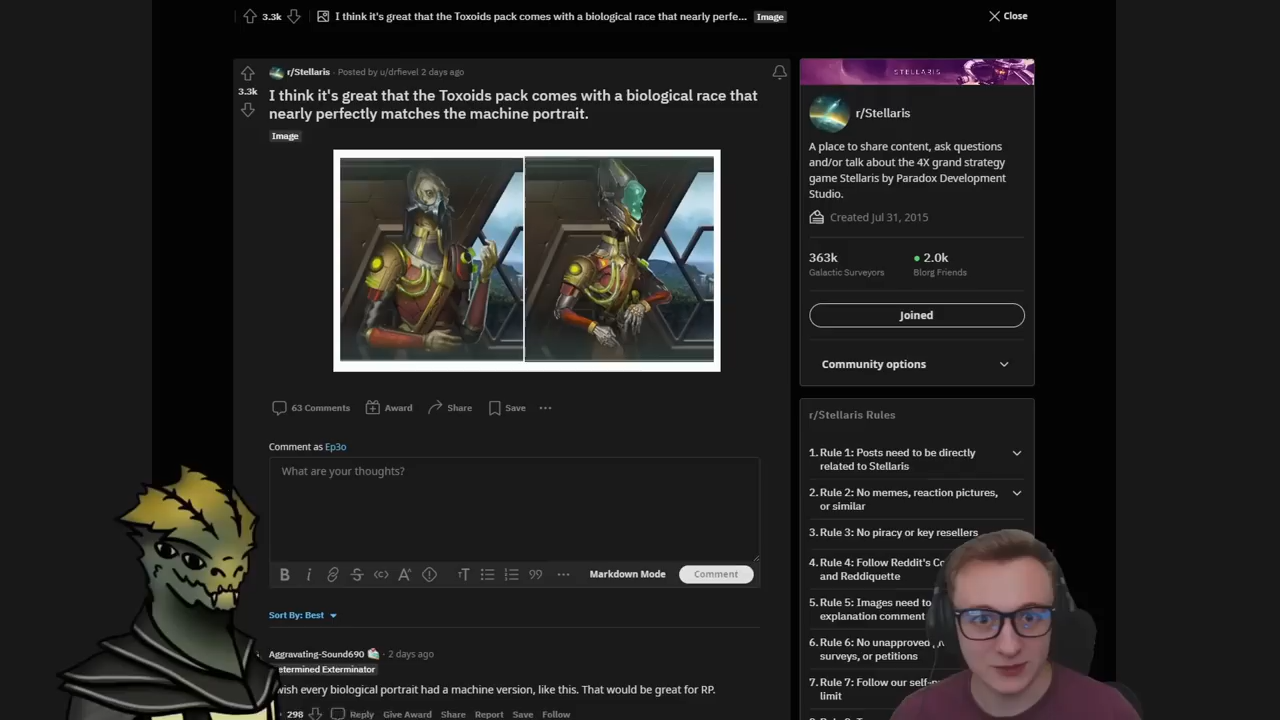 3.3k
I think it's great that the Toxoids pack comes with a biological race that nearly perfe...
Image
Close
r/Stellaris · Posted by u/drfievel 2 days ago
3.3k
I think it's great that the Toxoids pack comes with a biological race that
nearly perfectly matches the machine portrait.
Image
63 Comments
Award
Share
Save
Comment as Ep3o
What are your thoughts?
Markdown Mode
Comment
Sort By: Best
Aggravating-Sound690 · 2 days ago
etermined Exterminator
wish every biological portrait had a machine version, like this. That would be great for RP.
298
Reply
Give Award
Share
Report
Save
Follow
STELLARIS
r/Stellaris
A place to share content, ask questions
and/or talk about the 4X grand strategy
game Stellaris by Paradox Development
Studio.
Created Jul 31, 2015
363k
2.0k
Galactic Surveyors
Blorg Friends
Joined
Community options
r/Stellaris Rules
1. Rule 1: Posts need to be directly
related to Stellaris
2. Rule 2: No memes, reaction pictures,
or similar
3. Rule 3: No piracy or key resellers
4. Rule 4: Follow Reddit's Co
and Reddiquette
5. Rule 5: Images need to
explanation comment
6. Rule 6: No unapproved
surveys, or petitions
7. Rule 7: Follow our self-
limit